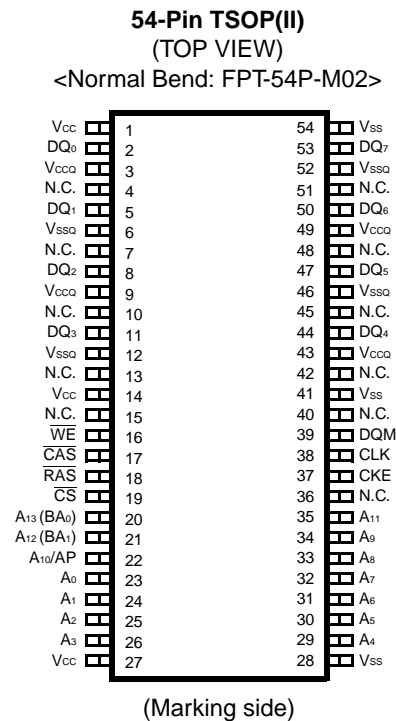 54-Pin TSOP(II)
(TOP VIEW)
<Normal Bend: FPT-54P-M02>
VCC 1 54 VSS
DQ0 2 53 DQ7
VCCQ 3 52 VSSQ
N.C. 4 51 N.C.
DQ1 5 50 DQ6
VSSQ 6 49 VCCQ
N.C. 7 48 N.C.
DQ2 8 47 DQ5
VCCQ 9 46 VSSQ
N.C. 10 45 N.C.
DQ3 11 44 DQ4
VSSQ 12 43 VCCQ
N.C. 13 42 N.C.
VCC 14 41 VSS
N.C. 15 40 N.C.
W̅E̅ 16 39 DQM
C̅A̅S̅ 17 38 CLK
R̅A̅S̅ 18 37 CKE
C̅S̅ 19 36 N.C.
A13 (BA0) 20 35 A11
A12 (BA1) 21 34 A9
A10/AP 22 33 A8
A0 23 32 A7
A1 24 31 A6
A2 25 30 A5
A3 26 29 A4
VCC 27 28 VSS
(Marking side)